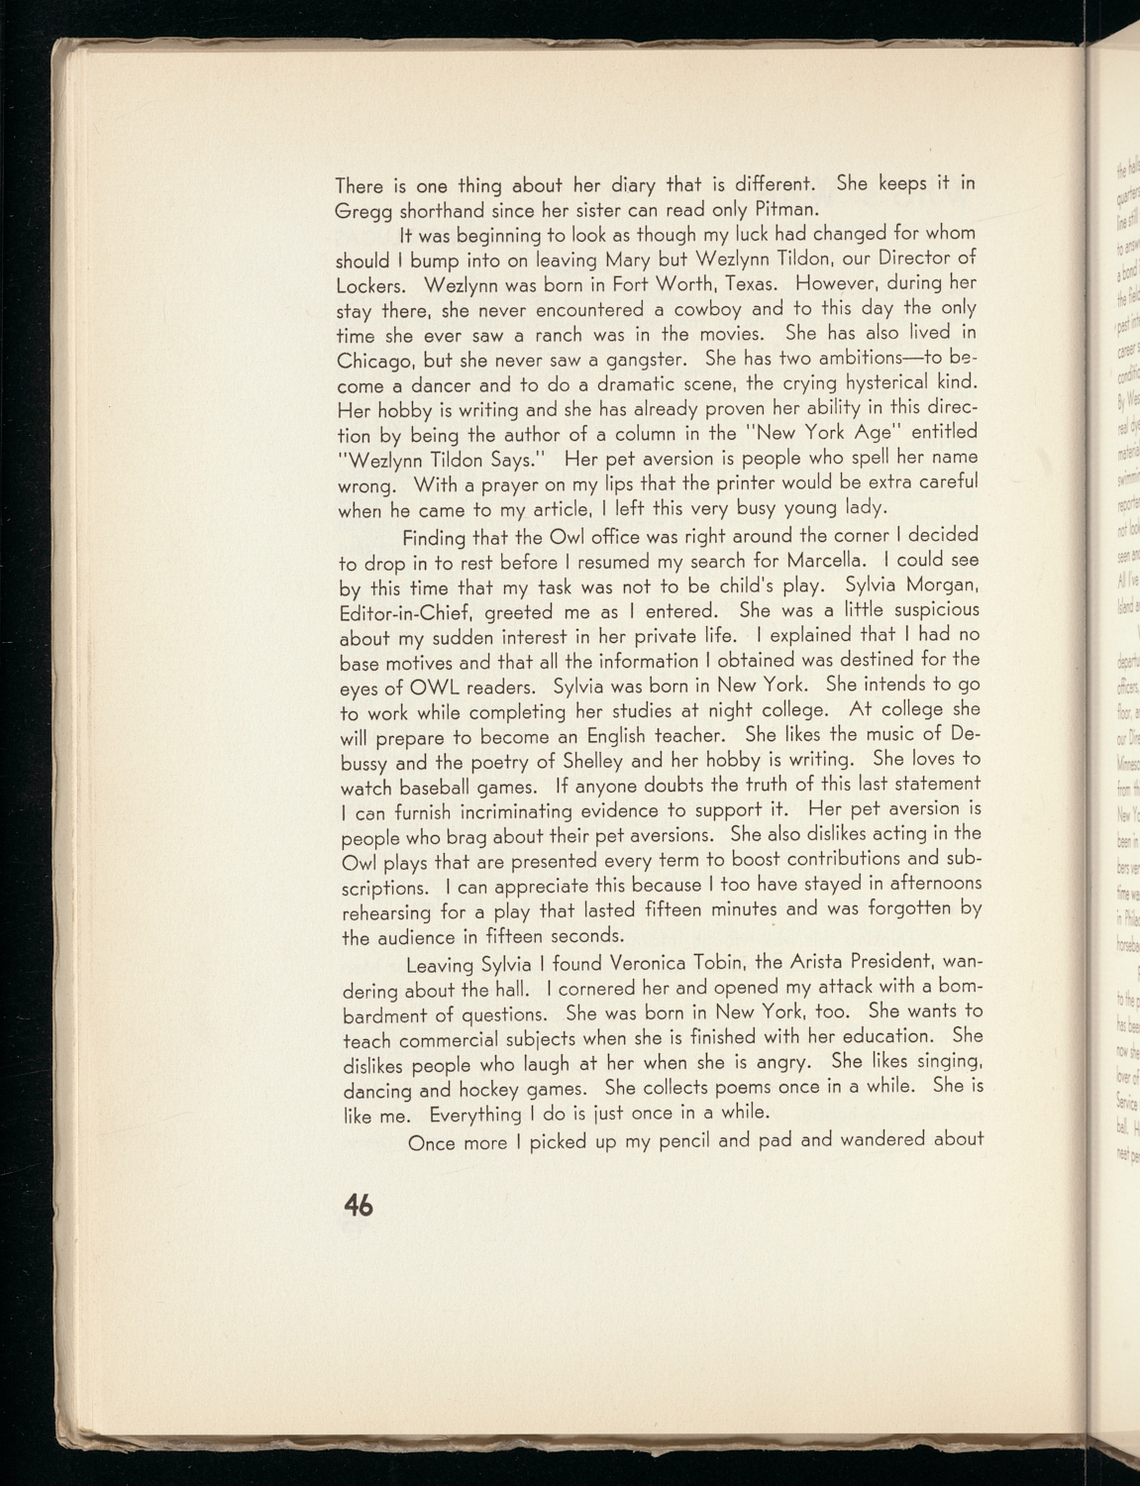 There is one thing about her diary that is different. She keeps it in
Gregg shorthand since her sister can read only Pitman.
It was beginning to look as though my luck had changed for whom
should I bump into on leaving Mary but Wezlynn Tildon, our Director of
Lockers. Wezlynn was born in Fort Worth, Texas. However, during her
stay there, she never encountered a cowboy and to this day the only
time she ever saw a ranch was in the movies. She has also lived in
Chicago, but she never saw a gangster. She has two ambitions—to be-
come a dancer and to do a dramatic scene, the crying hysterical kind.
Her hobby is writing and she has already proven her ability in this direc-
tion by being the author of a column in the "New York Age" entitled
"Wezlynn Tildon Says." Her pet aversion is people who spell her name
wrong. With a prayer on my lips that the printer would be extra careful
when he came to my article, I left this very busy young lady.
Finding that the Owl office was right around the corner I decided
to drop in to rest before I resumed my search for Marcella. I could see
by this time that my task was not to be child's play. Sylvia Morgan,
Editor-in-Chief, greeted me as I entered. She was a little suspicious
about my sudden interest in her private life. I explained that I had no
base motives and that all the information I obtained was destined for the
eyes of OWL readers. Sylvia was born in New York. She intends to go
to work while completing her studies at night college. At college she
will prepare to become an English teacher. She likes the music of De-
bussy and the poetry of Shelley and her hobby is writing. She loves to
watch baseball games. If anyone doubts the truth of this last statement
I can furnish incriminating evidence to support it. Her pet aversion is
people who brag about their pet aversions. She also dislikes acting in the
Owl plays that are presented every term to boost contributions and sub-
scriptions. I can appreciate this because I too have stayed in afternoons
rehearsing for a play that lasted fifteen minutes and was forgotten by
the audience in fifteen seconds.
Leaving Sylvia I found Veronica Tobin, the Arista President, wan-
dering about the hall. I cornered her and opened my attack with a bom-
bardment of questions. She was born in New York, too. She wants to
teach commercial subjects when she is finished with her education. She
dislikes people who laugh at her when she is angry. She likes singing,
dancing and hockey games. She collects poems once in a while. She is
like me. Everything I do is just once in a while.
Once more I picked up my pencil and pad and wandered about
46